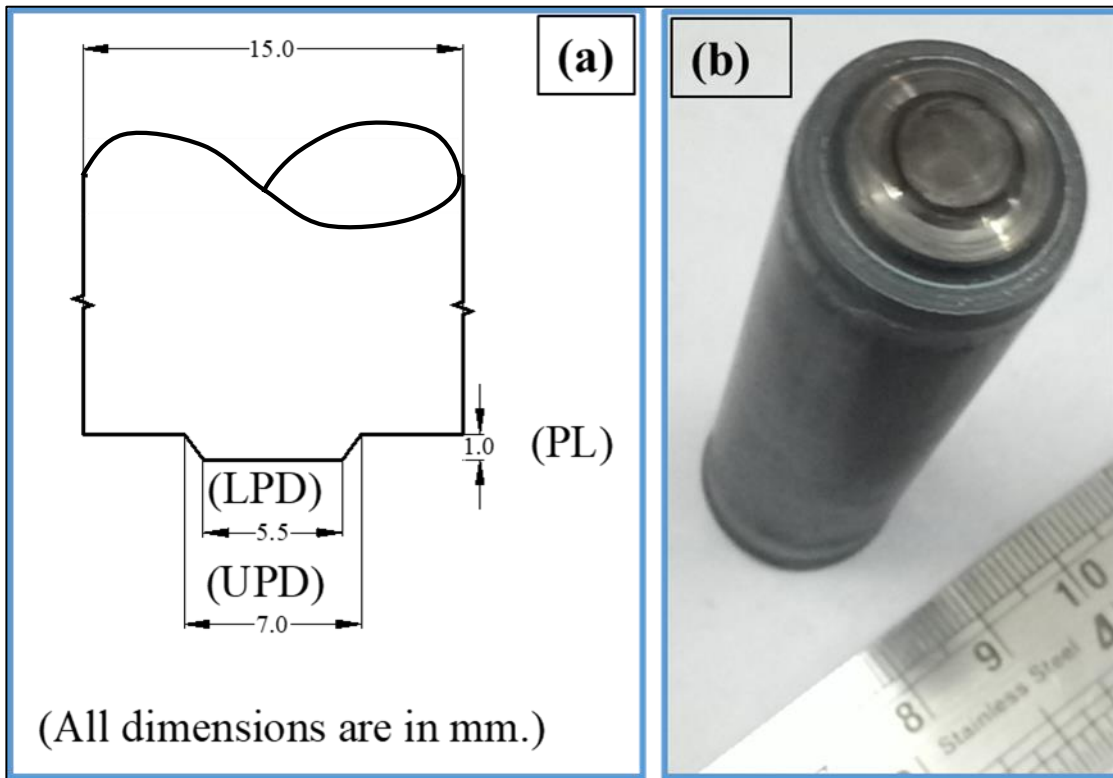 15.0
(a)
1.0
(PL)
(LPD)
5.5
(UPD)
7.0
(All dimensions are in mm.)
(b)
8
9
10
Stainless Steel
4